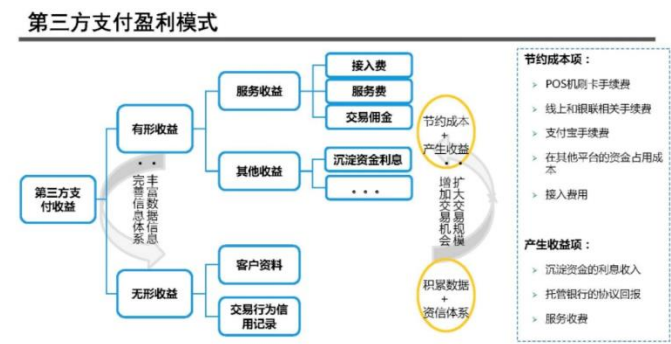 第三方支付盈利模式
第三方支
付收益
有形收益
无形收益
丰富数据信息
完善信息体系
服务收益
其他收益
客户资料
交易行为信
用记录
接入费
服务费
交易佣金
沉淀资金利息
...
节约成本
+
产生收益
扩大交易规模
增加交易机会
积累数据
+
资信体系
节约成本项：
POS机刷卡手续费
线上和银联相关手续费
支付宝手续费
在其他平台的资金占用成
本
接入费用
产生收益项：
沉淀资金的利息收入
托管银行的协议回报
服务收费